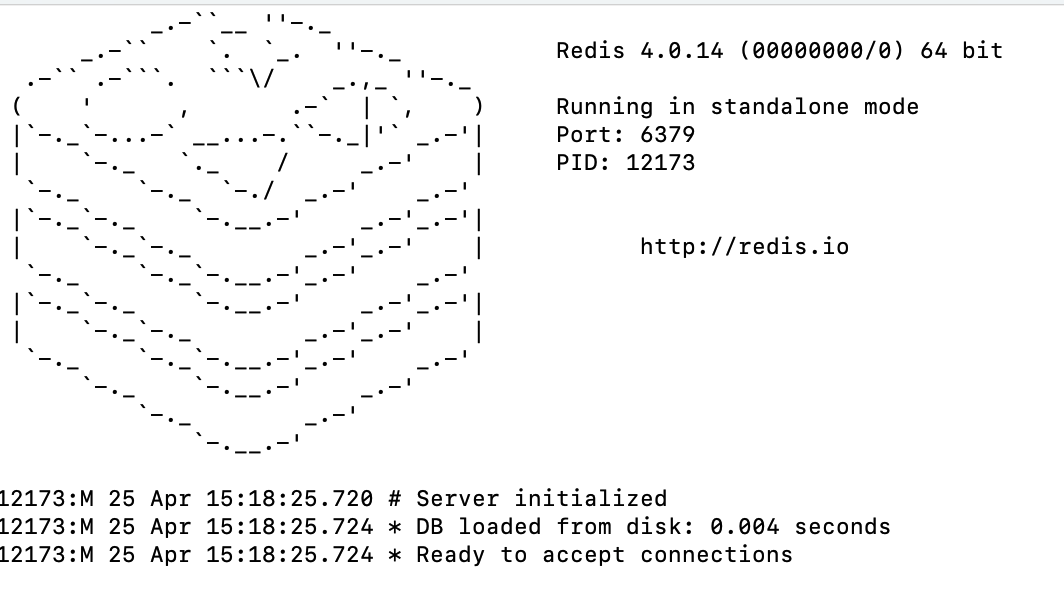 Redis 4.0.14 (00000000/0) 64 bit
Running in standalone mode
Port: 6379
PID: 12173
http://redis.io
12173:M 25 Apr 15:18:25.720 # Server initialized
12173:M 25 Apr 15:18:25.724 * DB loaded from disk: 0.004 seconds
12173:M 25 Apr 15:18:25.724 * Ready to accept connections